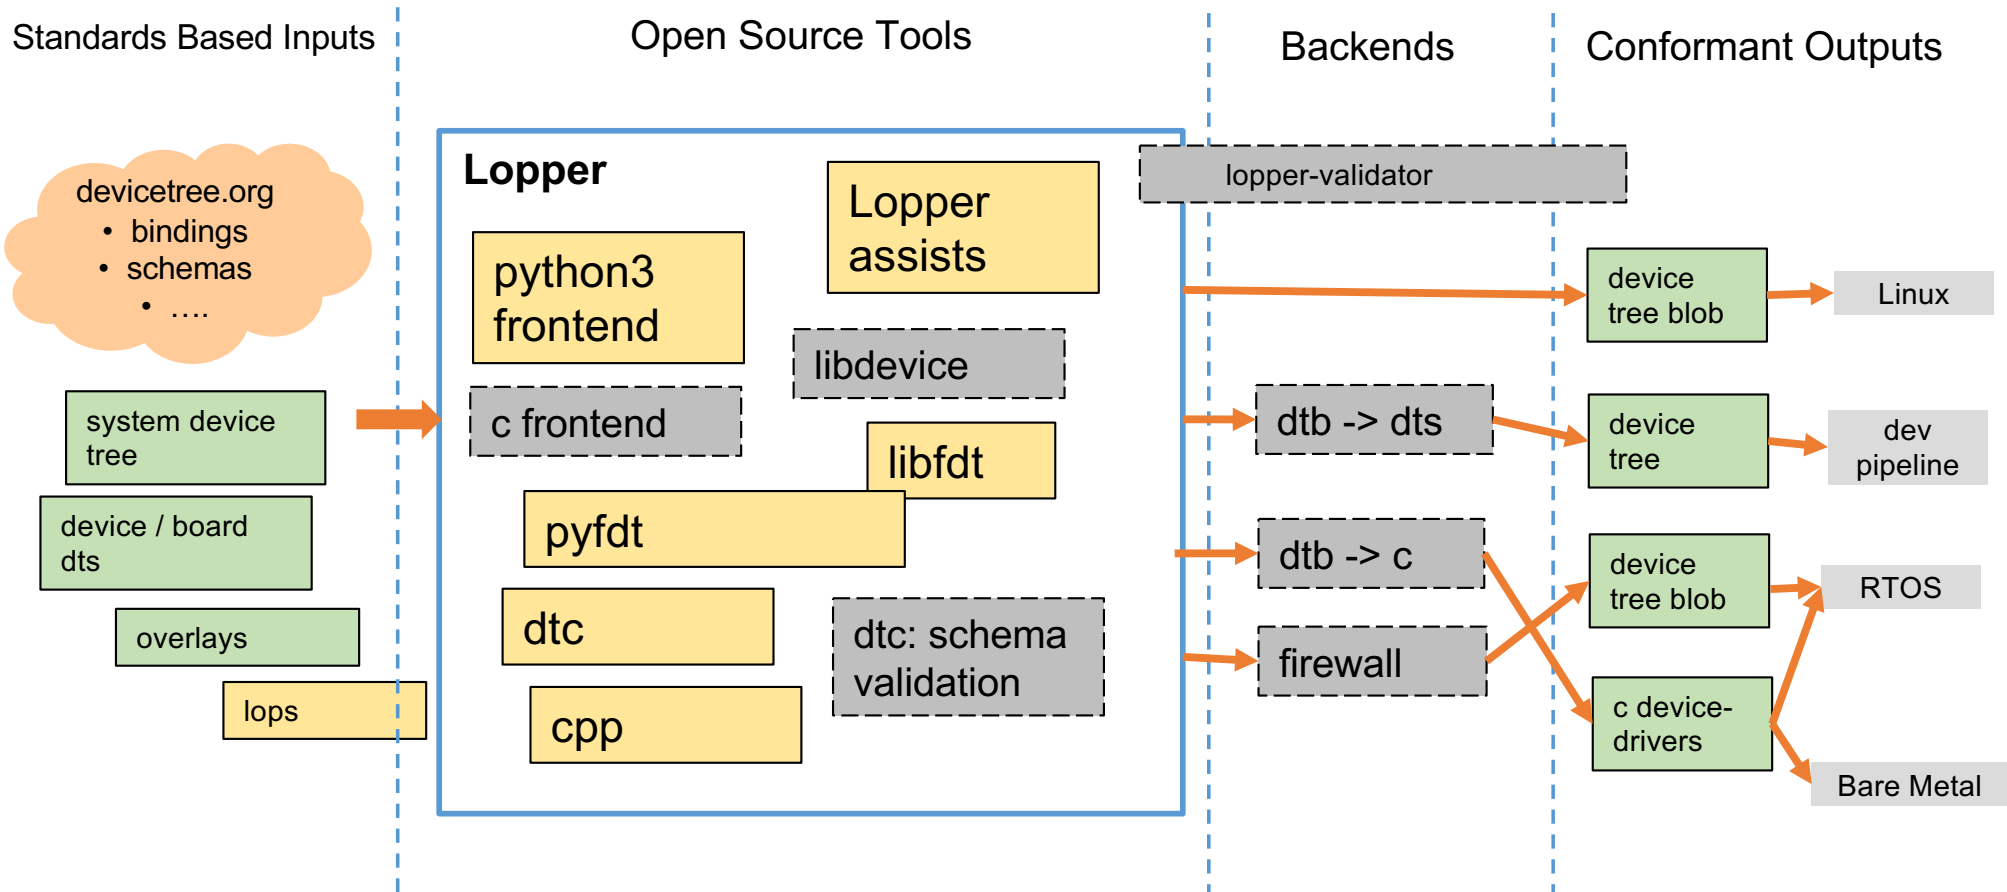 Standards Based Inputs
Open Source Tools
Backends
Conformant Outputs
devicetree.org
• bindings
• schemas
• ....
system device
tree
device / board
dts
overlays
lops
Lopper
Lopper
assists
python3
frontend
libdevice
c frontend
libfdt
pyfdt
dtc
dtc: schema
validation
cpp
lopper-validator
dtb -> dts
dtb -> c
firewall
device
tree blob
Linux
device
tree
dev
pipeline
device
tree blob
RTOS
c device-
drivers
Bare Metal